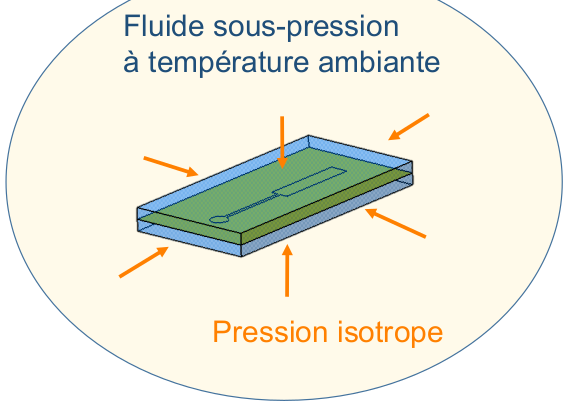 Fluide sous-pression
à température ambiante
Pression isotrope